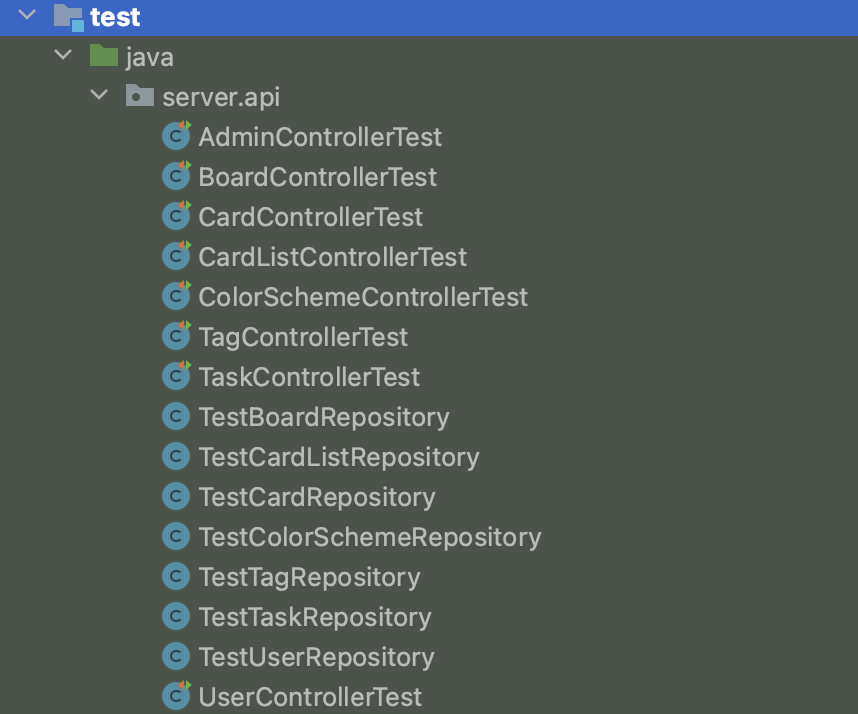 test
java
server.api
AdminControllerTest
BoardControllerTest
CardControllerTest
CardListControllerTest
ColorSchemeControllerTest
TagControllerTest
TaskControllerTest
TestBoardRepository
TestCardListRepository
TestCardRepository
TestColorSchemeRepository
TestTagRepository
TestTaskRepository
TestUserRepository
UserControllerTest